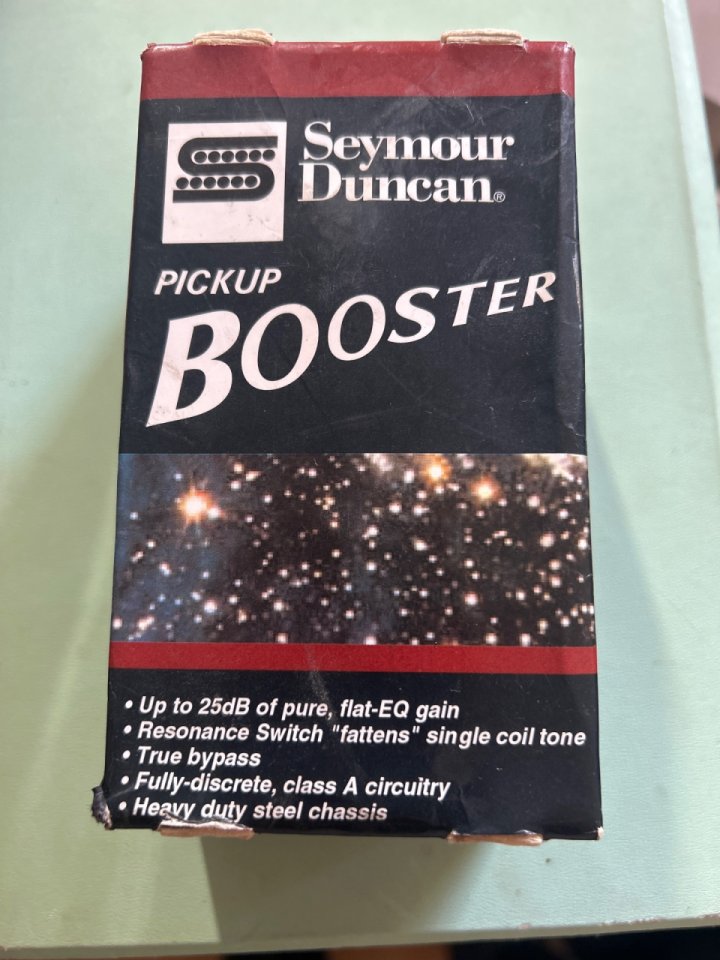 Seymour
Duncan®
PICKUP
BOOSTER
• Up to 25dB of pure, flat-EQ gain
• Resonance Switch "fattens" single coil tone
• True bypass
• Fully-discrete, class A circuitry
• Heavy duty steel chassis